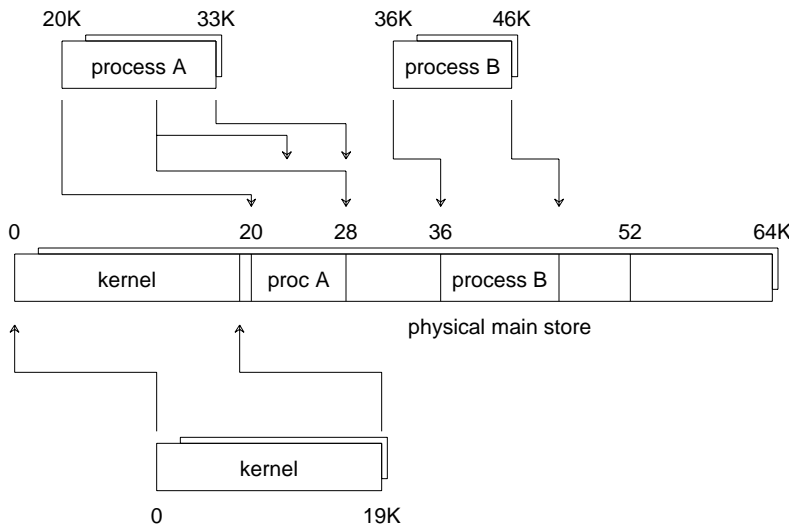 20K 33K 36K 46K
process A process B
0 20 28 36 52 64K
kernel proc A process B
physical main store
kernel
0 19K